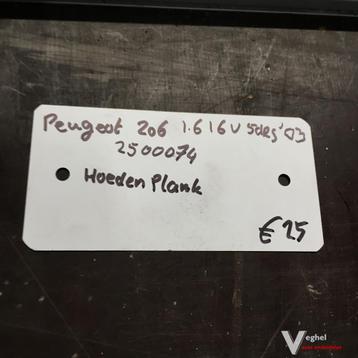 Peugeot 206 1.6 16V 5drs '03
2500074
Hoeden Plank
€25
Veghel